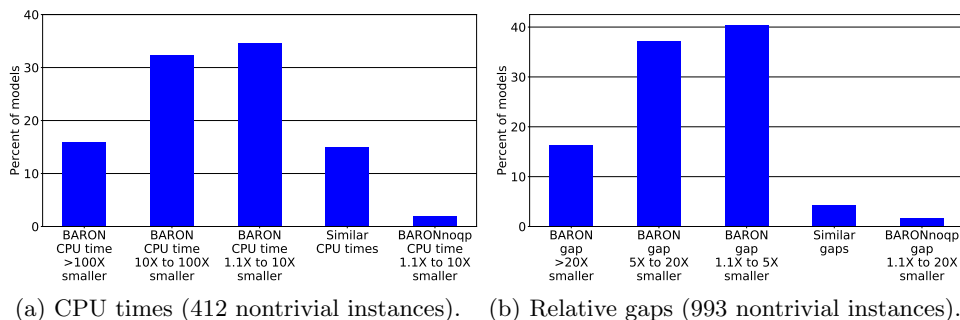 40
30
20
10
0
Percent of models
BARON
CPU time
>100X
smaller
BARON
CPU time
10X to 100X
smaller
BARON
CPU time
1.1X to 10X
smaller
Similar
CPU times
BARONnoqp
CPU time
1.1X to 10X
smaller
(a) CPU times (412 nontrivial instances).
40
30
20
10
0
Percent of models
BARON
gap
>20X
smaller
BARON
gap
5X to 20X
smaller
BARON
gap
1.1X to 5X
smaller
Similar
gaps
BARONnoqp
gap
1.1X to 20X
smaller
(b) Relative gaps (993 nontrivial instances).